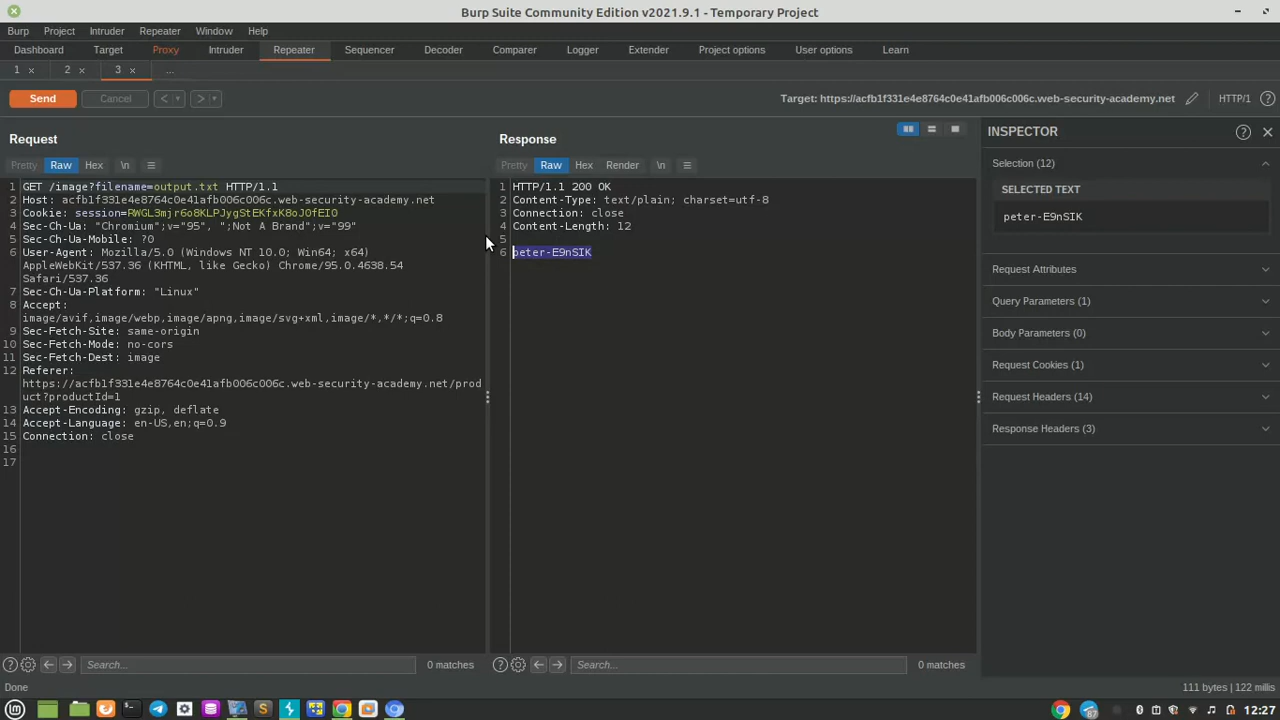 Burp Suite Community Edition v2021.9.1 - Temporary Project
Burp Project Intruder Repeater Window Help
Dashboard Target Proxy Intruder Repeater Sequencer Decoder Comparer Logger Extender Project options User options Learn
1 × 2 × 3 × ...
Send Cancel < > Target: https://acfb1f331e4e8764c0e41afb006c006c.web-security-academy.net HTTP/1 ?
Request
Pretty Raw Hex \n
1 GET /image?filename=output.txt HTTP/1.1
2 Host: acfb1f331e4e8764c0e41afb006c006c.web-security-academy.net
3 Cookie: session=RWGL3mjr6o8KLPJygStEKfxK8oJOfEI0
4 Sec-Ch-Ua: "Chromium";v="95", ";Not A Brand";v="99"
5 Sec-Ch-Ua-Mobile: ?0
6 User-Agent: Mozilla/5.0 (Windows NT 10.0; Win64; x64)
AppleWebKit/537.36 (KHTML, like Gecko) Chrome/95.0.4638.54
Safari/537.36
7 Sec-Ch-Ua-Platform: "Linux"
8 Accept:
image/avif,image/webp,image/apng,image/svg+xml,image/*,*/*;q=0.8
9 Sec-Fetch-Site: same-origin
10 Sec-Fetch-Mode: no-cors
11 Sec-Fetch-Dest: image
12 Referer:
https://acfb1f331e4e8764c0e41afb006c006c.web-security-academy.net/prod
uct?productId=1
13 Accept-Encoding: gzip, deflate
14 Accept-Language: en-US,en;q=0.9
15 Connection: close
16
17
? Search... 0 matches
Response
Pretty Raw Hex Render \n
1 HTTP/1.1 200 OK
2 Content-Type: text/plain; charset=utf-8
3 Connection: close
4 Content-Length: 12
5
6 peter-E9nSIK
? Search... 0 matches
INSPECTOR ?
Selection (12)
SELECTED TEXT
peter-E9nSIK
Request Attributes
Query Parameters (1)
Body Parameters (0)
Request Cookies (1)
Request Headers (14)
Response Headers (3)
Done 111 bytes | 122 millis
87 12:27